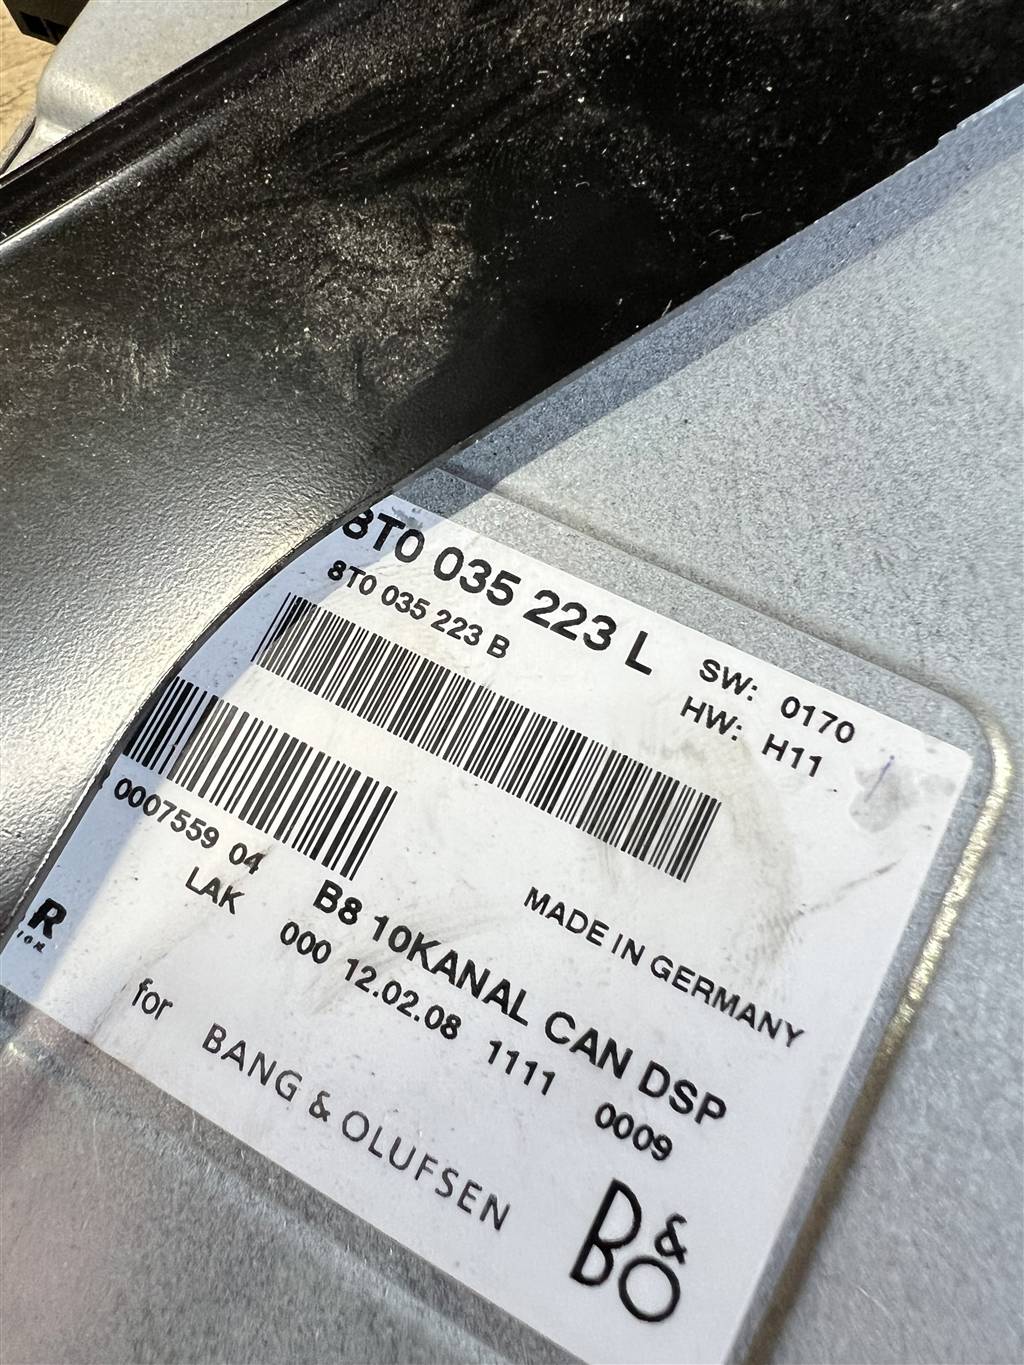 8T0 035 223 L
8T0 035 223 B
SW: 0170
HW: H11
0007559 04
LAK
MADE IN GERMANY
B8 10KANAL CAN DSP
000 12.02.08 1111 0009
R
for BANG & OLUFSEN
B&O